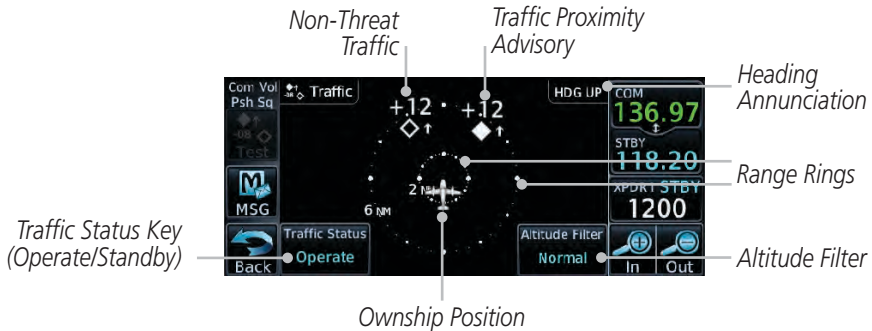 Non-Threat
Traffic
Traffic Proximity
Advisory
Heading
Annunciation
Range Rings
Altitude Filter
Traffic Status Key
(Operate/Standby)
Ownship Position
Com Vol
Psh Sq
Traffic
HDG UP
COM
136.97
+12
+12
-08
Test
STBY
118.20
MSG
2 NM
6 NM
XPDR1 STBY
1200
Traffic Status
Operate
Altitude Filter
Normal
Back
In
Out